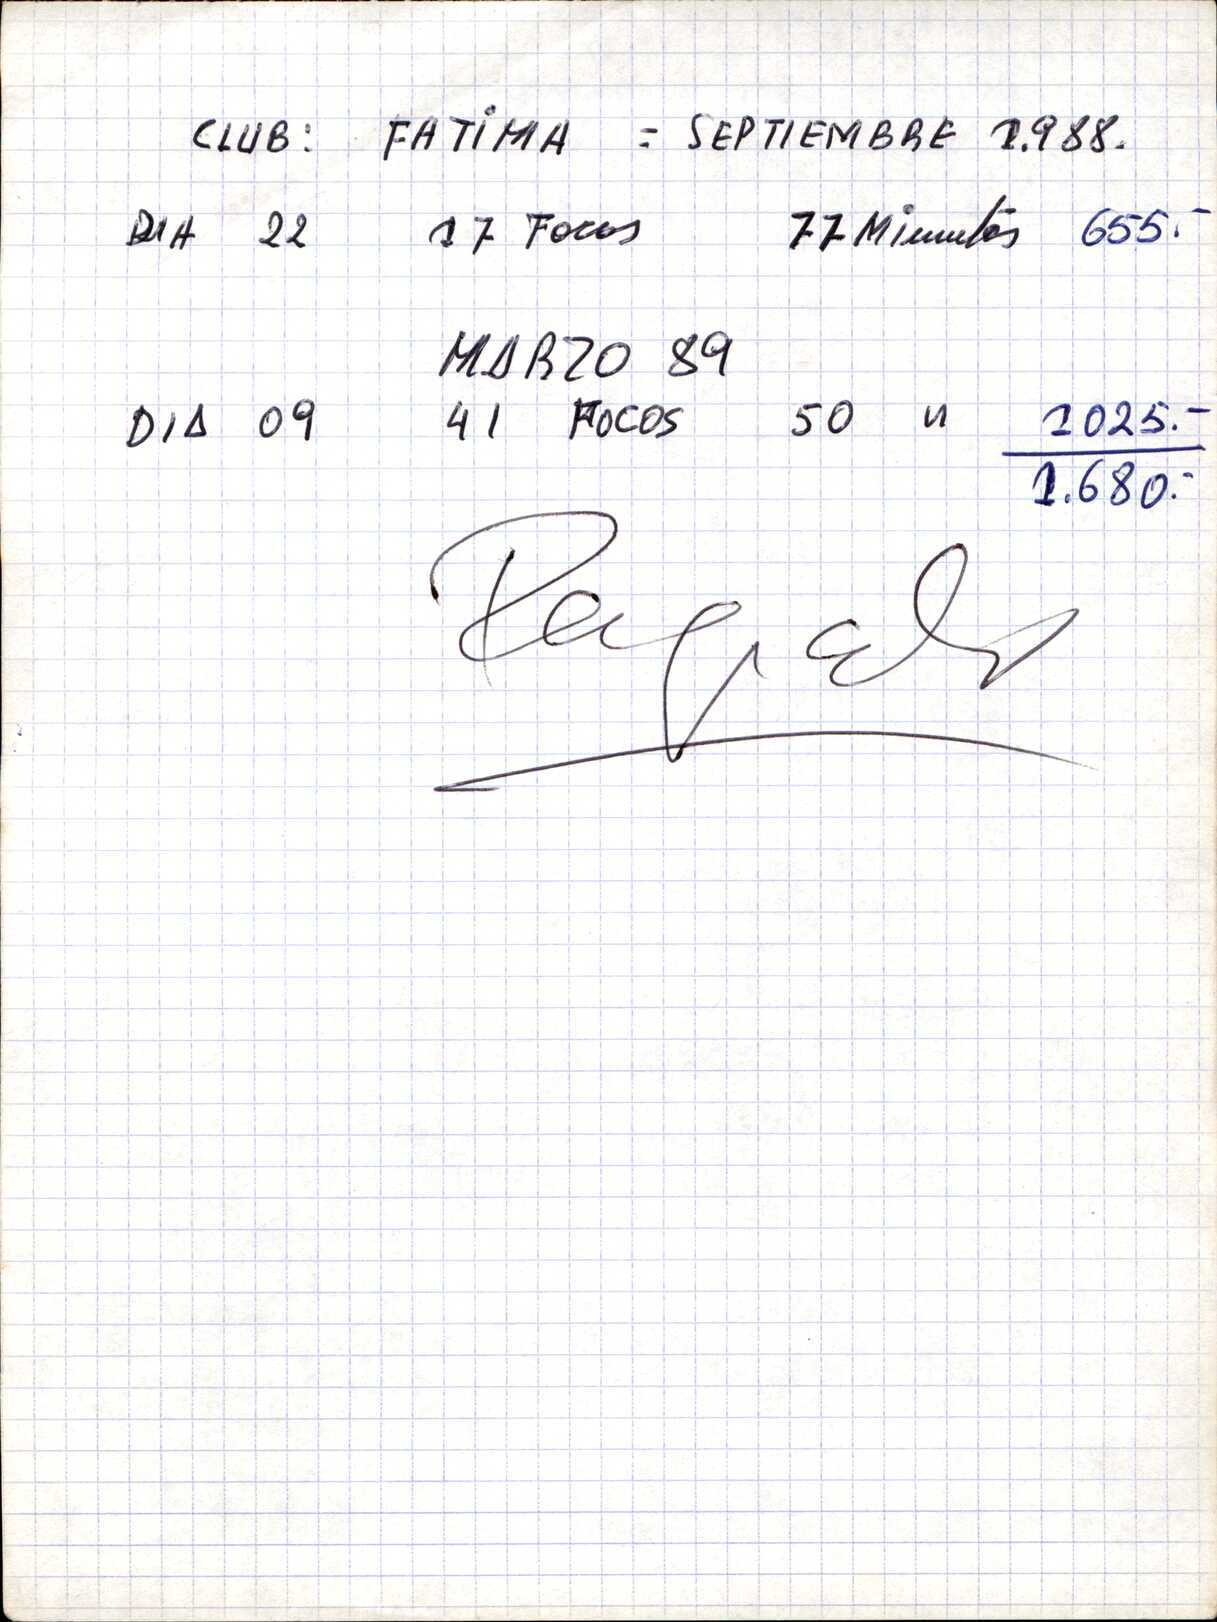 CLUB: FATIMA = SEPTIEMBRE 1.988.
DIA 22 17 Focos 77 Minutos 655.-
MARZO 89
DIA 09 41 FOCOS 50 " 1025.-
1.680.-
Pagado